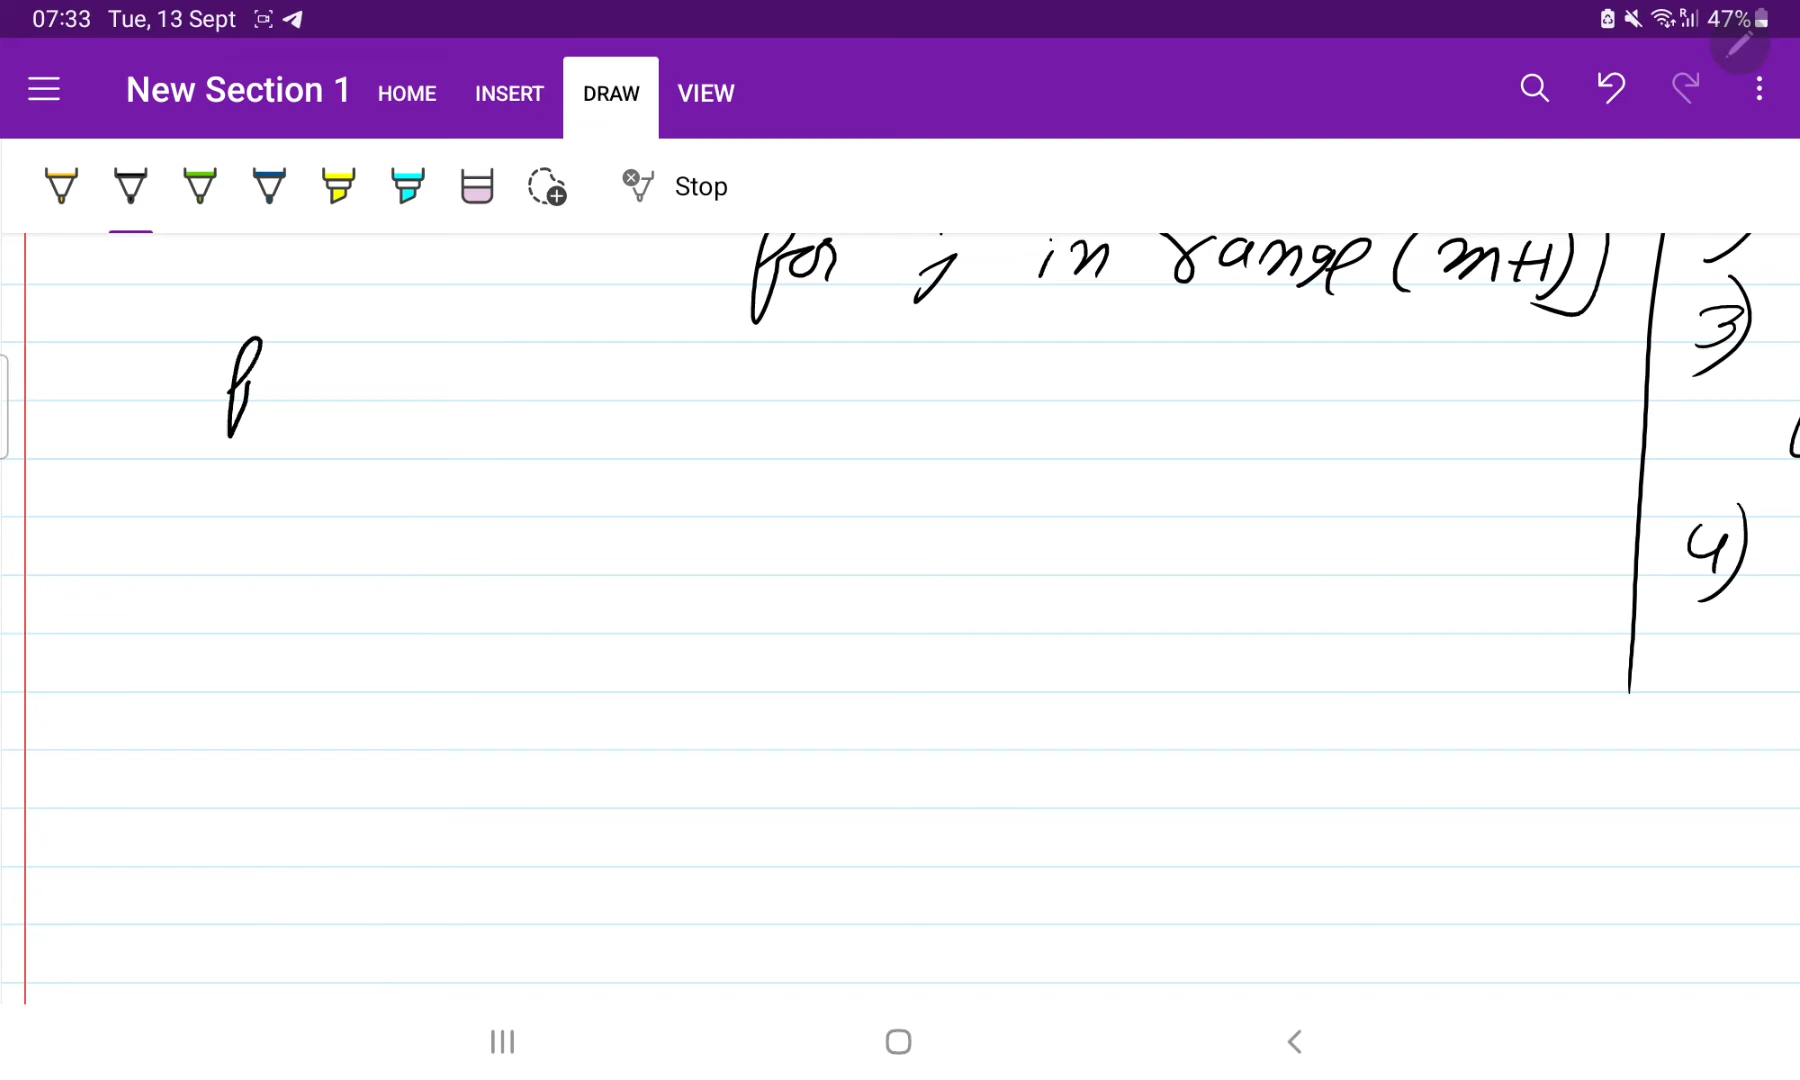 07:33 Tue, 13 Sept 47%
New Section 1 HOME INSERT DRAW VIEW
Stop
for j in range(m+1)]
3)
f
4)